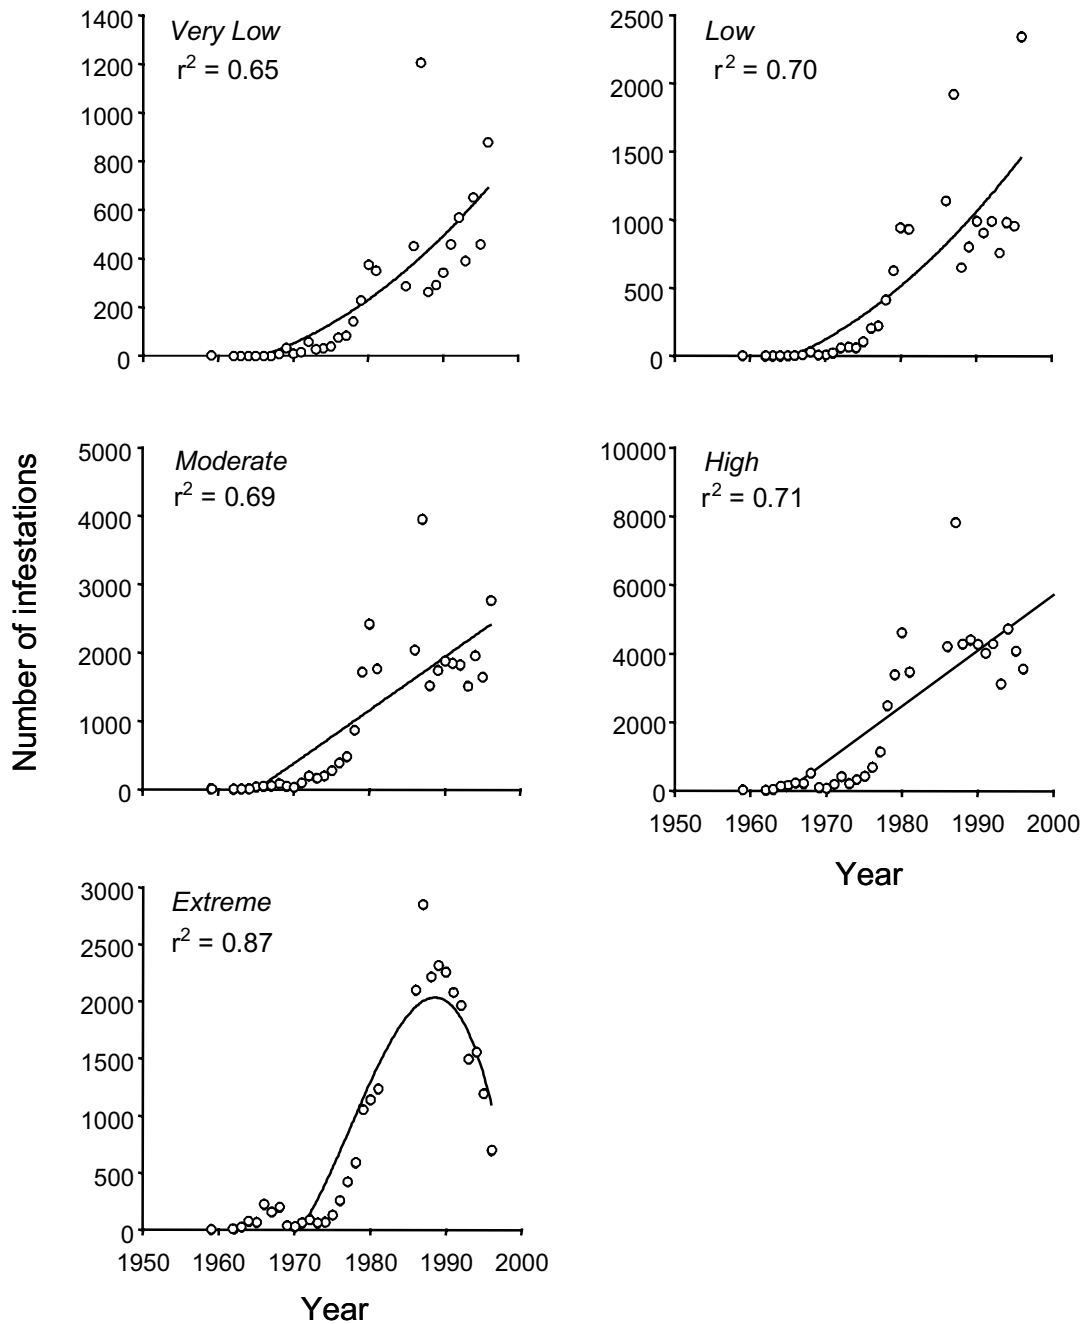 Very Low
r² = 0.65
1400
1200
1000
800
600
400
200
0
Low
r² = 0.70
2500
2000
1500
1000
500
0
Number of infestations
Moderate
r² = 0.69
5000
4000
3000
2000
1000
0
High
r² = 0.71
10000
8000
6000
4000
2000
0
1950 1960 1970 1980 1990 2000
Year
Extreme
r² = 0.87
3000
2500
2000
1500
1000
500
0
1950 1960 1970 1980 1990 2000
Year